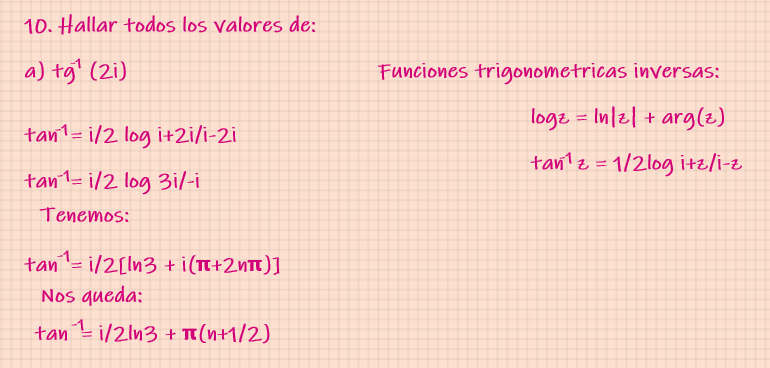 10. Hallar todos los valores de:
a) tg⁻¹ (2i)
Funciones trigonometricas inversas:
logz = ln|z| + arg(z)
tan⁻¹= i/2 log i+2i/i-2i
tan⁻¹ z = 1/2log i+z/i-z
tan⁻¹= i/2 log 3i/-i
Tenemos:
tan⁻¹= i/2[ln3 + i(π+2nπ)]
Nos queda:
tan⁻¹= i/2ln3 + π(n+1/2)